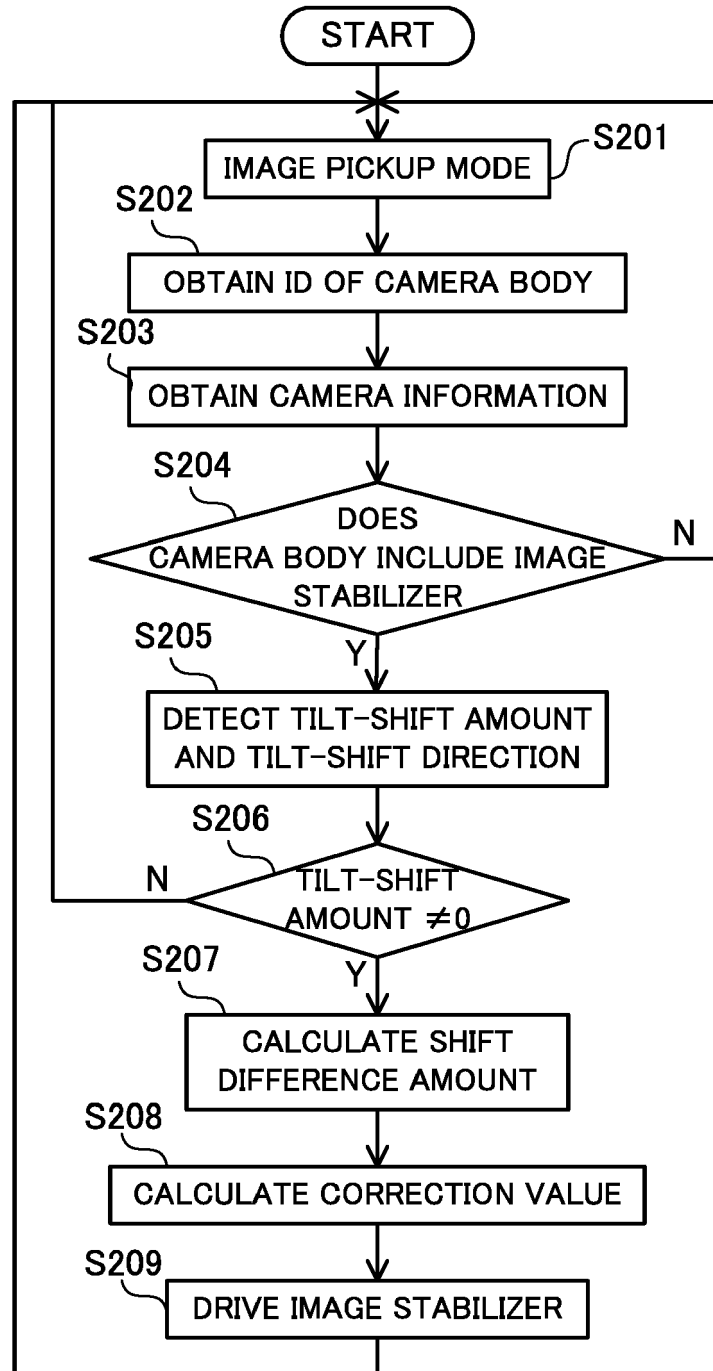 START
S201
IMAGE PICKUP MODE
S202
OBTAIN ID OF CAMERA BODY
S203
OBTAIN CAMERA INFORMATION
S204
DOES
CAMERA BODY INCLUDE IMAGE
STABILIZER
N
Y
S205
DETECT TILT-SHIFT AMOUNT
AND TILT-SHIFT DIRECTION
S206
N
TILT-SHIFT
AMOUNT ≠0
Y
S207
CALCULATE SHIFT
DIFFERENCE AMOUNT
S208
CALCULATE CORRECTION VALUE
S209
DRIVE IMAGE STABILIZER